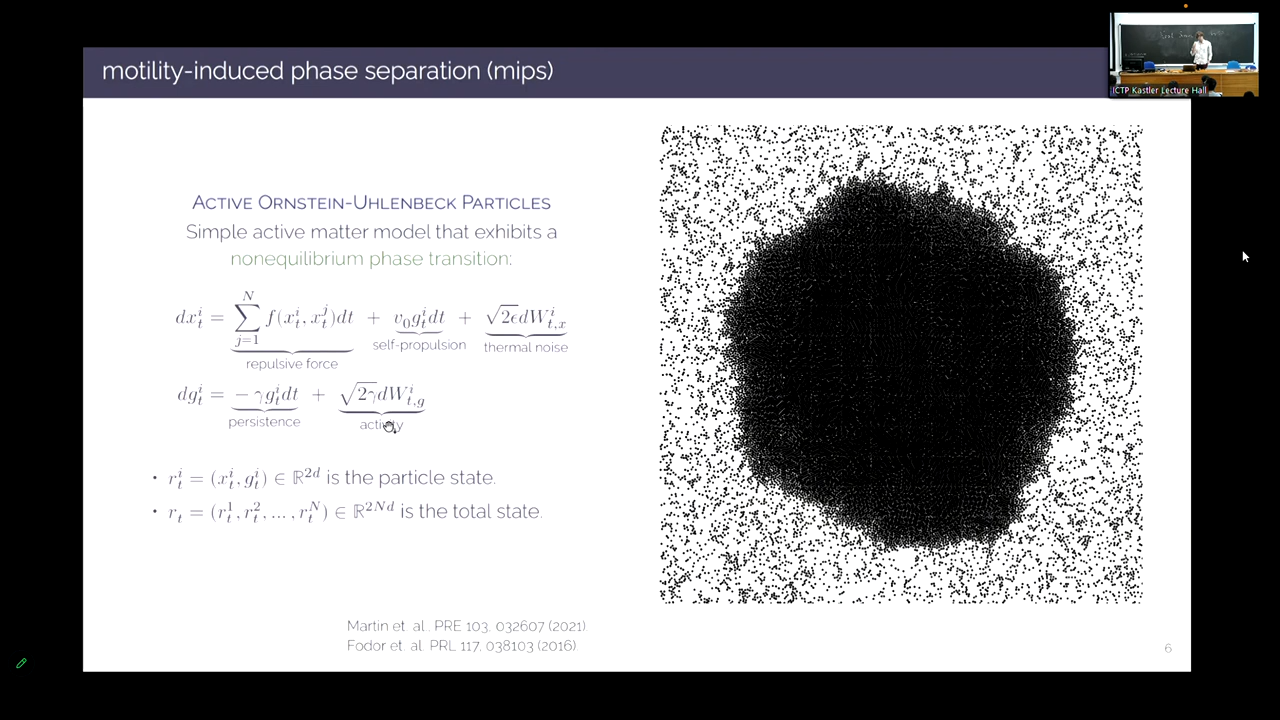 motility-induced phase separation (mips)
ICTP Kastler Lecture Hall
ACTIVE ORNSTEIN-UHLENBECK PARTICLES
Simple active matter model that exhibits a
nonequilibrium phase transition:
dx_t^i = \sum_{j=1}^{N} f(x_t^i, x_t^j)dt + v_0 g_t^i dt + \sqrt{2ϵ}dW_{t,x}^i
repulsive force self-propulsion thermal noise
dg_t^i = −γg_t^i dt + \sqrt{2γ}dW_{t,g}^i
persistence activity
• r_t^i = (x_t^i, g_t^i) ∈ ℝ^{2d} is the particle state.
• r_t = (r_t^1, r_t^2, ..., r_t^N) ∈ ℝ^{2Nd} is the total state.
Martin et. al., PRE 103, 032607 (2021).
Fodor et. al. PRL 117, 038103 (2016).
6